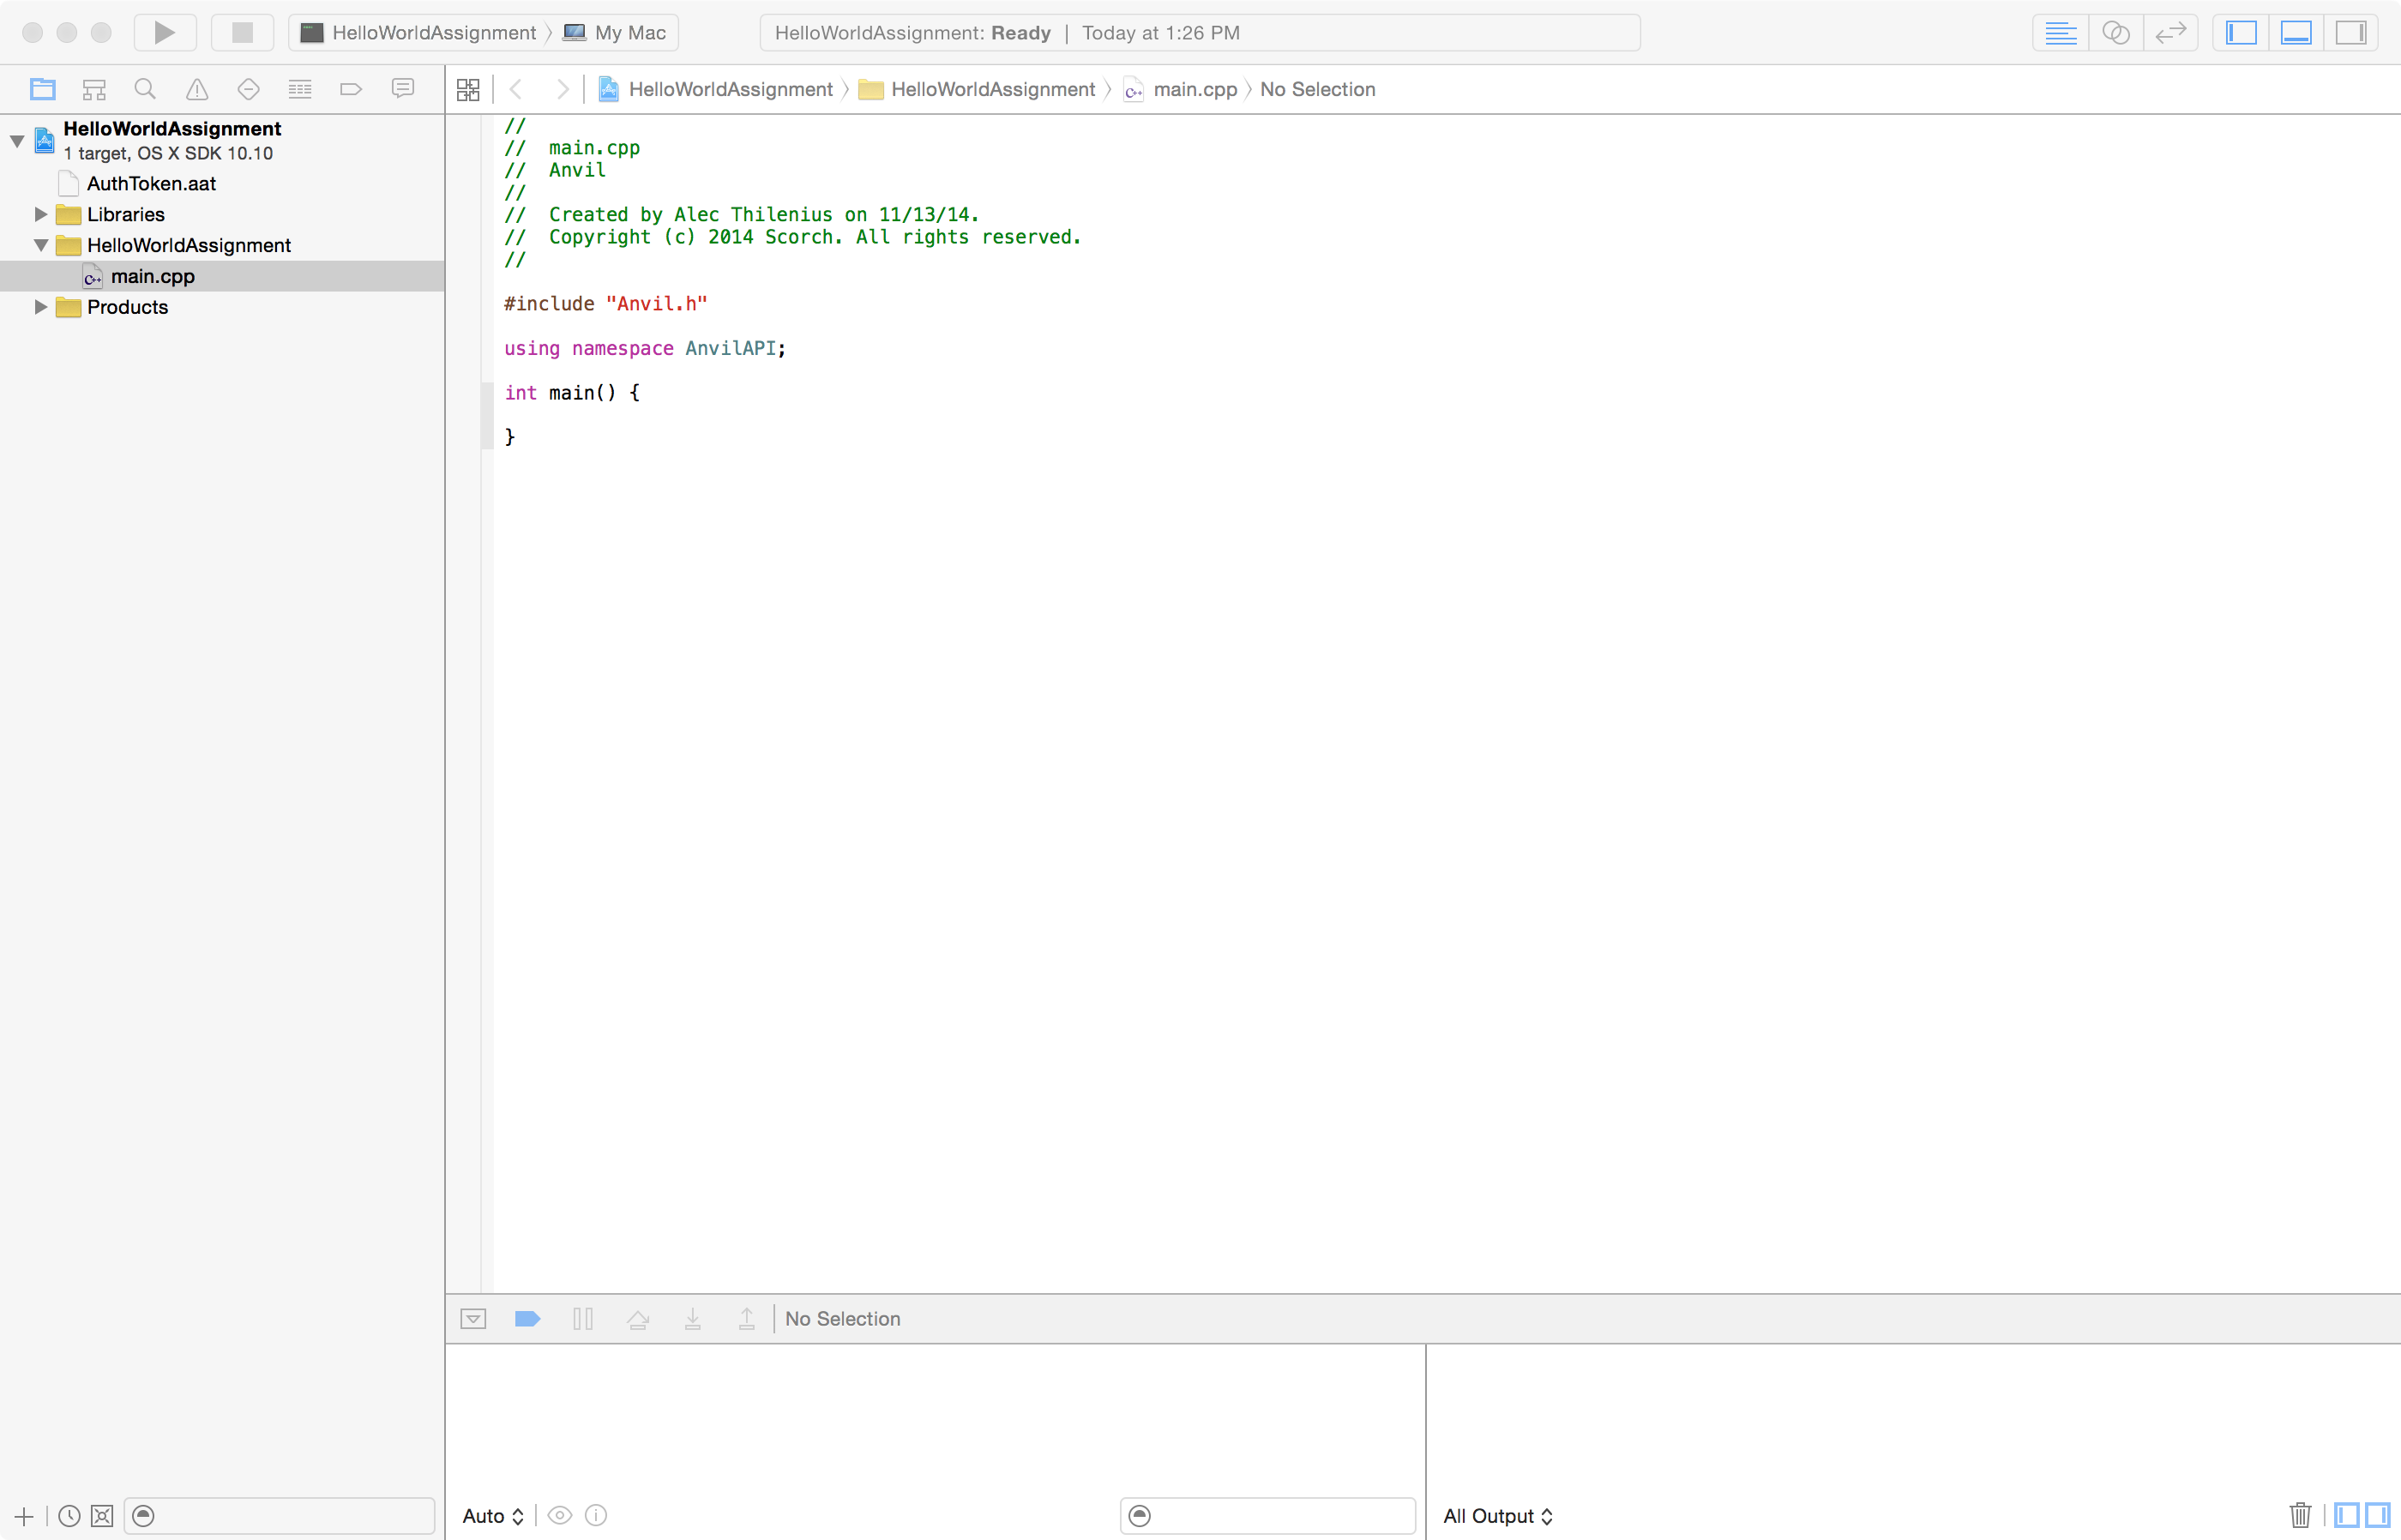 HelloWorldAssignment My Mac
HelloWorldAssignment: Ready | Today at 1:26 PM
HelloWorldAssignment HelloWorldAssignment main.cpp No Selection
HelloWorldAssignment
1 target, OS X SDK 10.10
AuthToken.aat
Libraries
HelloWorldAssignment
main.cpp
Products
//
//  main.cpp
//  Anvil
//
//  Created by Alec Thilenius on 11/13/14.
//  Copyright (c) 2014 Scorch. All rights reserved.
//
#include "Anvil.h"
using namespace AnvilAPI;
int main() {
}
No Selection
Auto
All Output